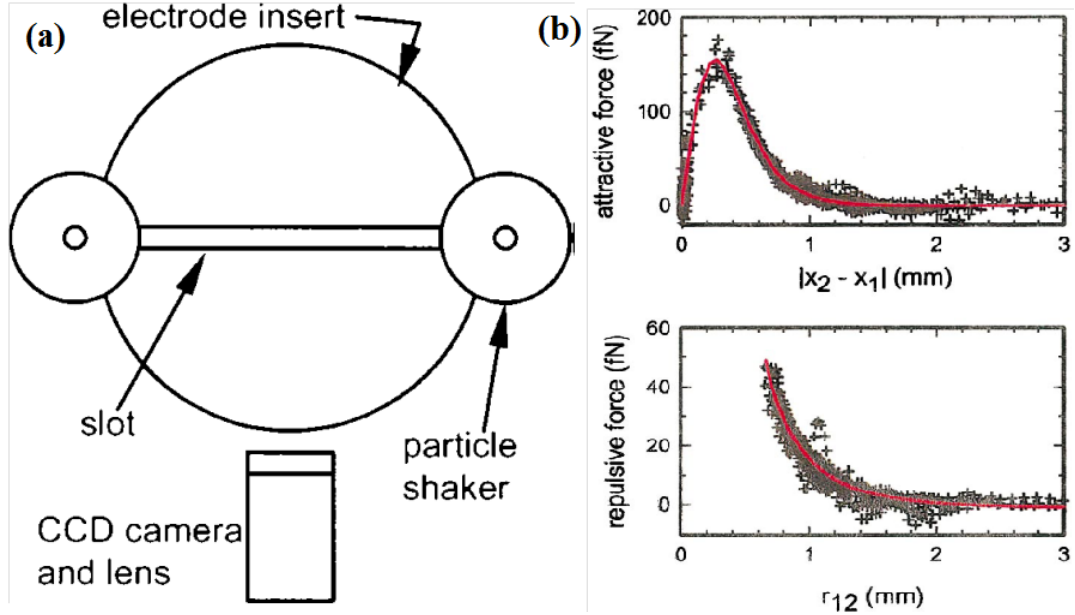 (a)
electrode insert
slot
particle
shaker
CCD camera
and lens
(b)
attractive force (fN)
200
100
0
0
1
2
3
|x2 - x1| (mm)
repulsive force (fN)
60
40
20
0
0
1
2
3
r12 (mm)